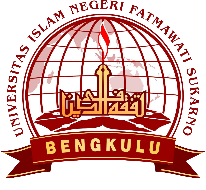 UNIVERSITAS ISLAM NEGERI FATMAWATI SUKARNO
BENGKULU